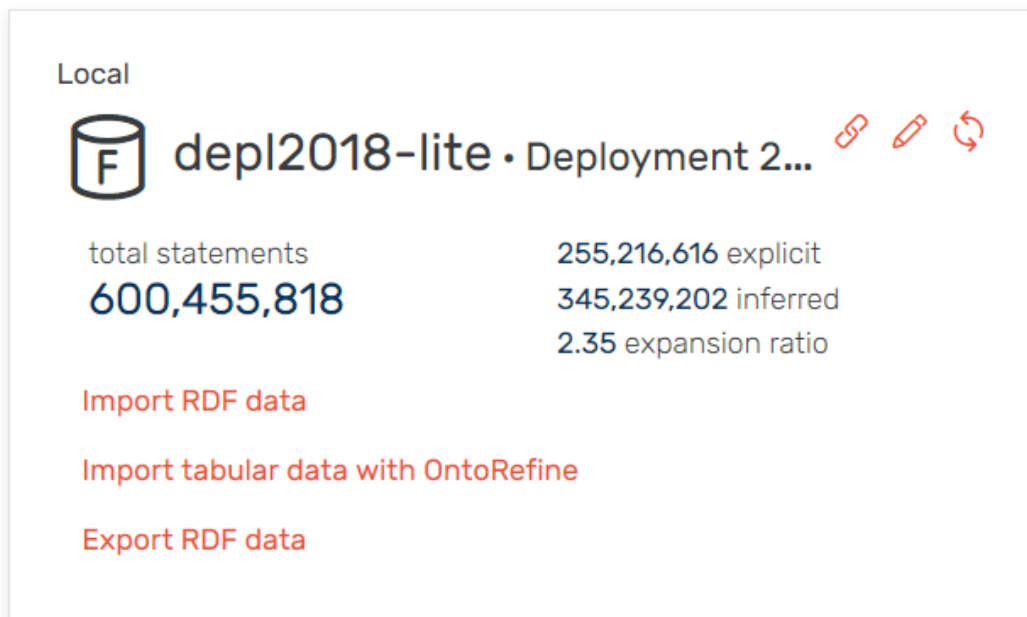 Local
F
depl2018-lite · Deployment 2...
total statements
600,455,818
255,216,616 explicit
345,239,202 inferred
2.35 expansion ratio
Import RDF data
Import tabular data with OntoRefine
Export RDF data